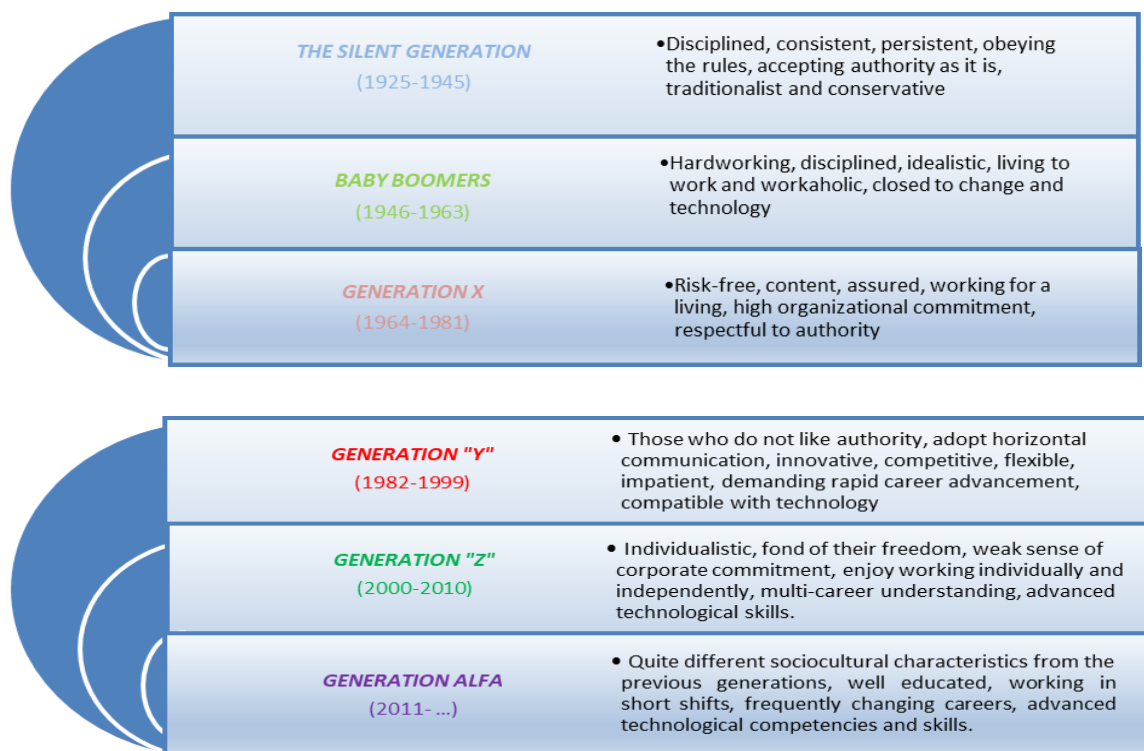 THE SILENT GENERATION
(1925-1945)
•Disciplined, consistent, persistent, obeying
the rules, accepting authority as it is,
traditionalist and conservative
BABY BOOMERS
(1946-1963)
•Hardworking, disciplined, idealistic, living to
work and workaholic, closed to change and
technology
GENERATION X
(1964-1981)
•Risk-free, content, assured, working for a
living, high organizational commitment,
respectful to authority
GENERATION "Y"
(1982-1999)
• Those who do not like authority, adopt horizontal
communication, innovative, competitive, flexible,
impatient, demanding rapid career advancement,
compatible with technology
GENERATION "Z"
(2000-2010)
• Individualistic, fond of their freedom, weak sense of
corporate commitment, enjoy working individually and
independently, multi-career understanding, advanced
technological skills.
GENERATION ALFA
(2011- ...)
• Quite different sociocultural characteristics from the
previous generations, well educated, working in
short shifts, frequently changing careers, advanced
technological competencies and skills.